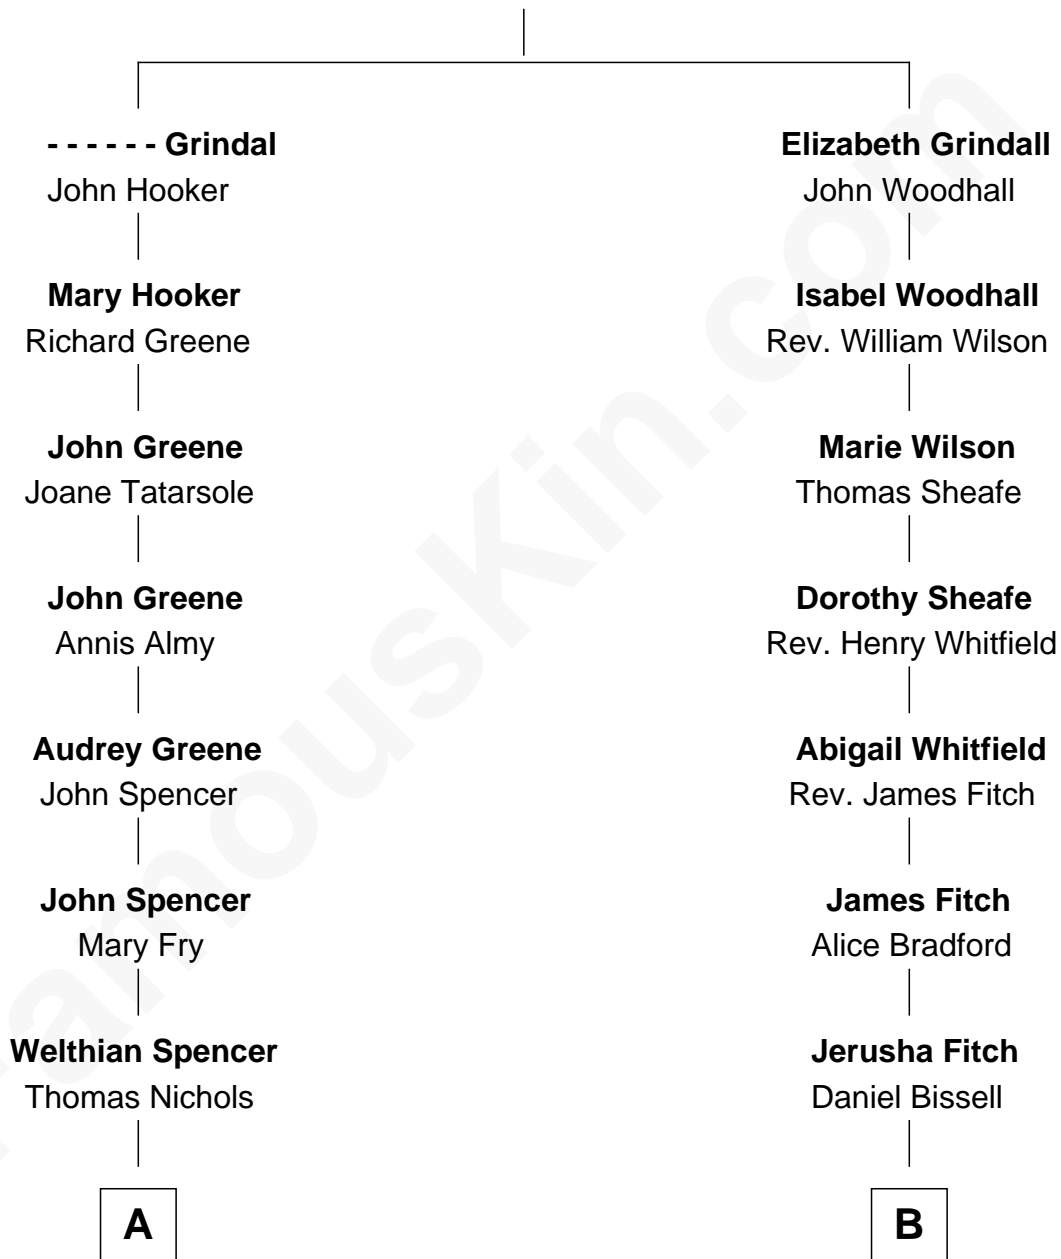 - - - - - - Grindal
John Hooker
Mary Hooker
Richard Greene
John Greene
Joane Tatarsole
John Greene
Annis Almy
Audrey Greene
John Spencer
John Spencer
Mary Fry
Welthian Spencer
Thomas Nichols
A
Elizabeth Grindall
John Woodhall
Isabel Woodhall
Rev. William Wilson
Marie Wilson
Thomas Sheafe
Dorothy Sheafe
Rev. Henry Whitfield
Abigail Whitfield
Rev. James Fitch
James Fitch
Alice Bradford
Jerusha Fitch
Daniel Bissell
B
FamousKin.com